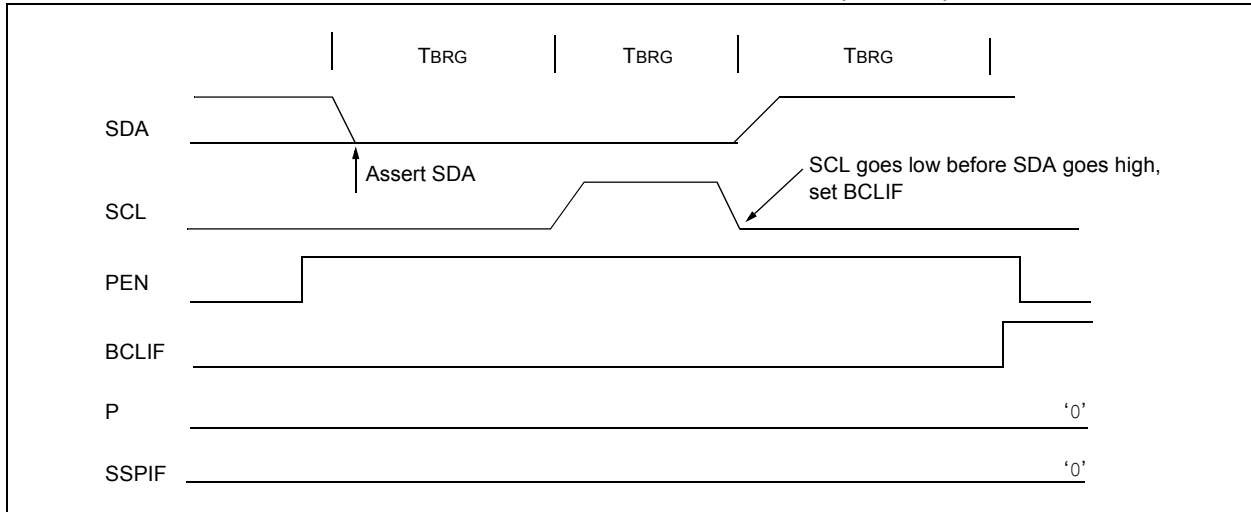 TBRG TBRG TBRG
SDA
Assert SDA
SCL goes low before SDA goes high,
set BCLIF
SCL
PEN
BCLIF
P '0'
SSPIF '0'